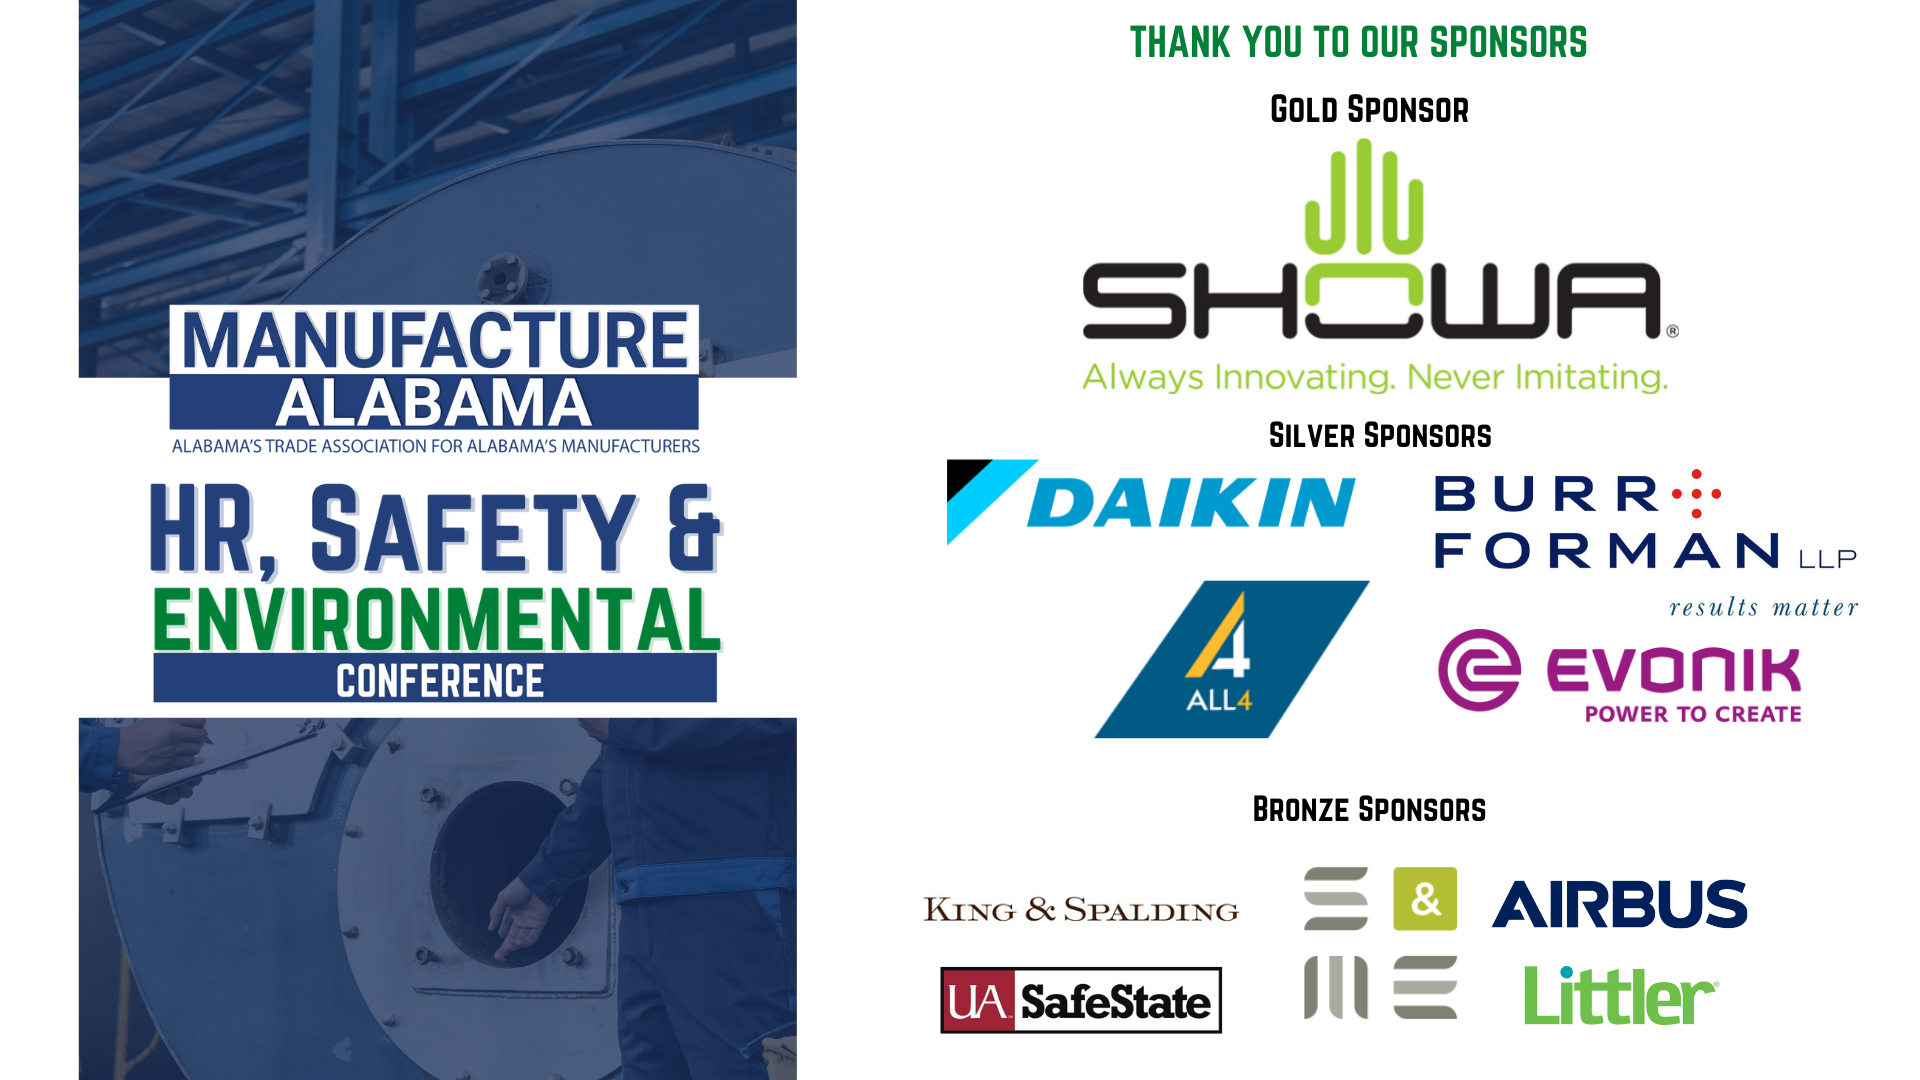 MANUFACTURE
ALABAMA
ALABAMA'S TRADE ASSOCIATION FOR ALABAMA'S MANUFACTURERS
HR, SAFETY &
ENVIRONMENTAL
CONFERENCE
THANK YOU TO OUR SPONSORS
GOLD SPONSOR
SHOWA®
Always Innovating. Never Imitating.
SILVER SPONSORS
DAIKIN
BURR
FORMAN LLP
results matter
4
ALL4
EVONIK
POWER TO CREATE
BRONZE SPONSORS
KING & SPALDING
S &
M E
AIRBUS
UA SafeState
Littler®